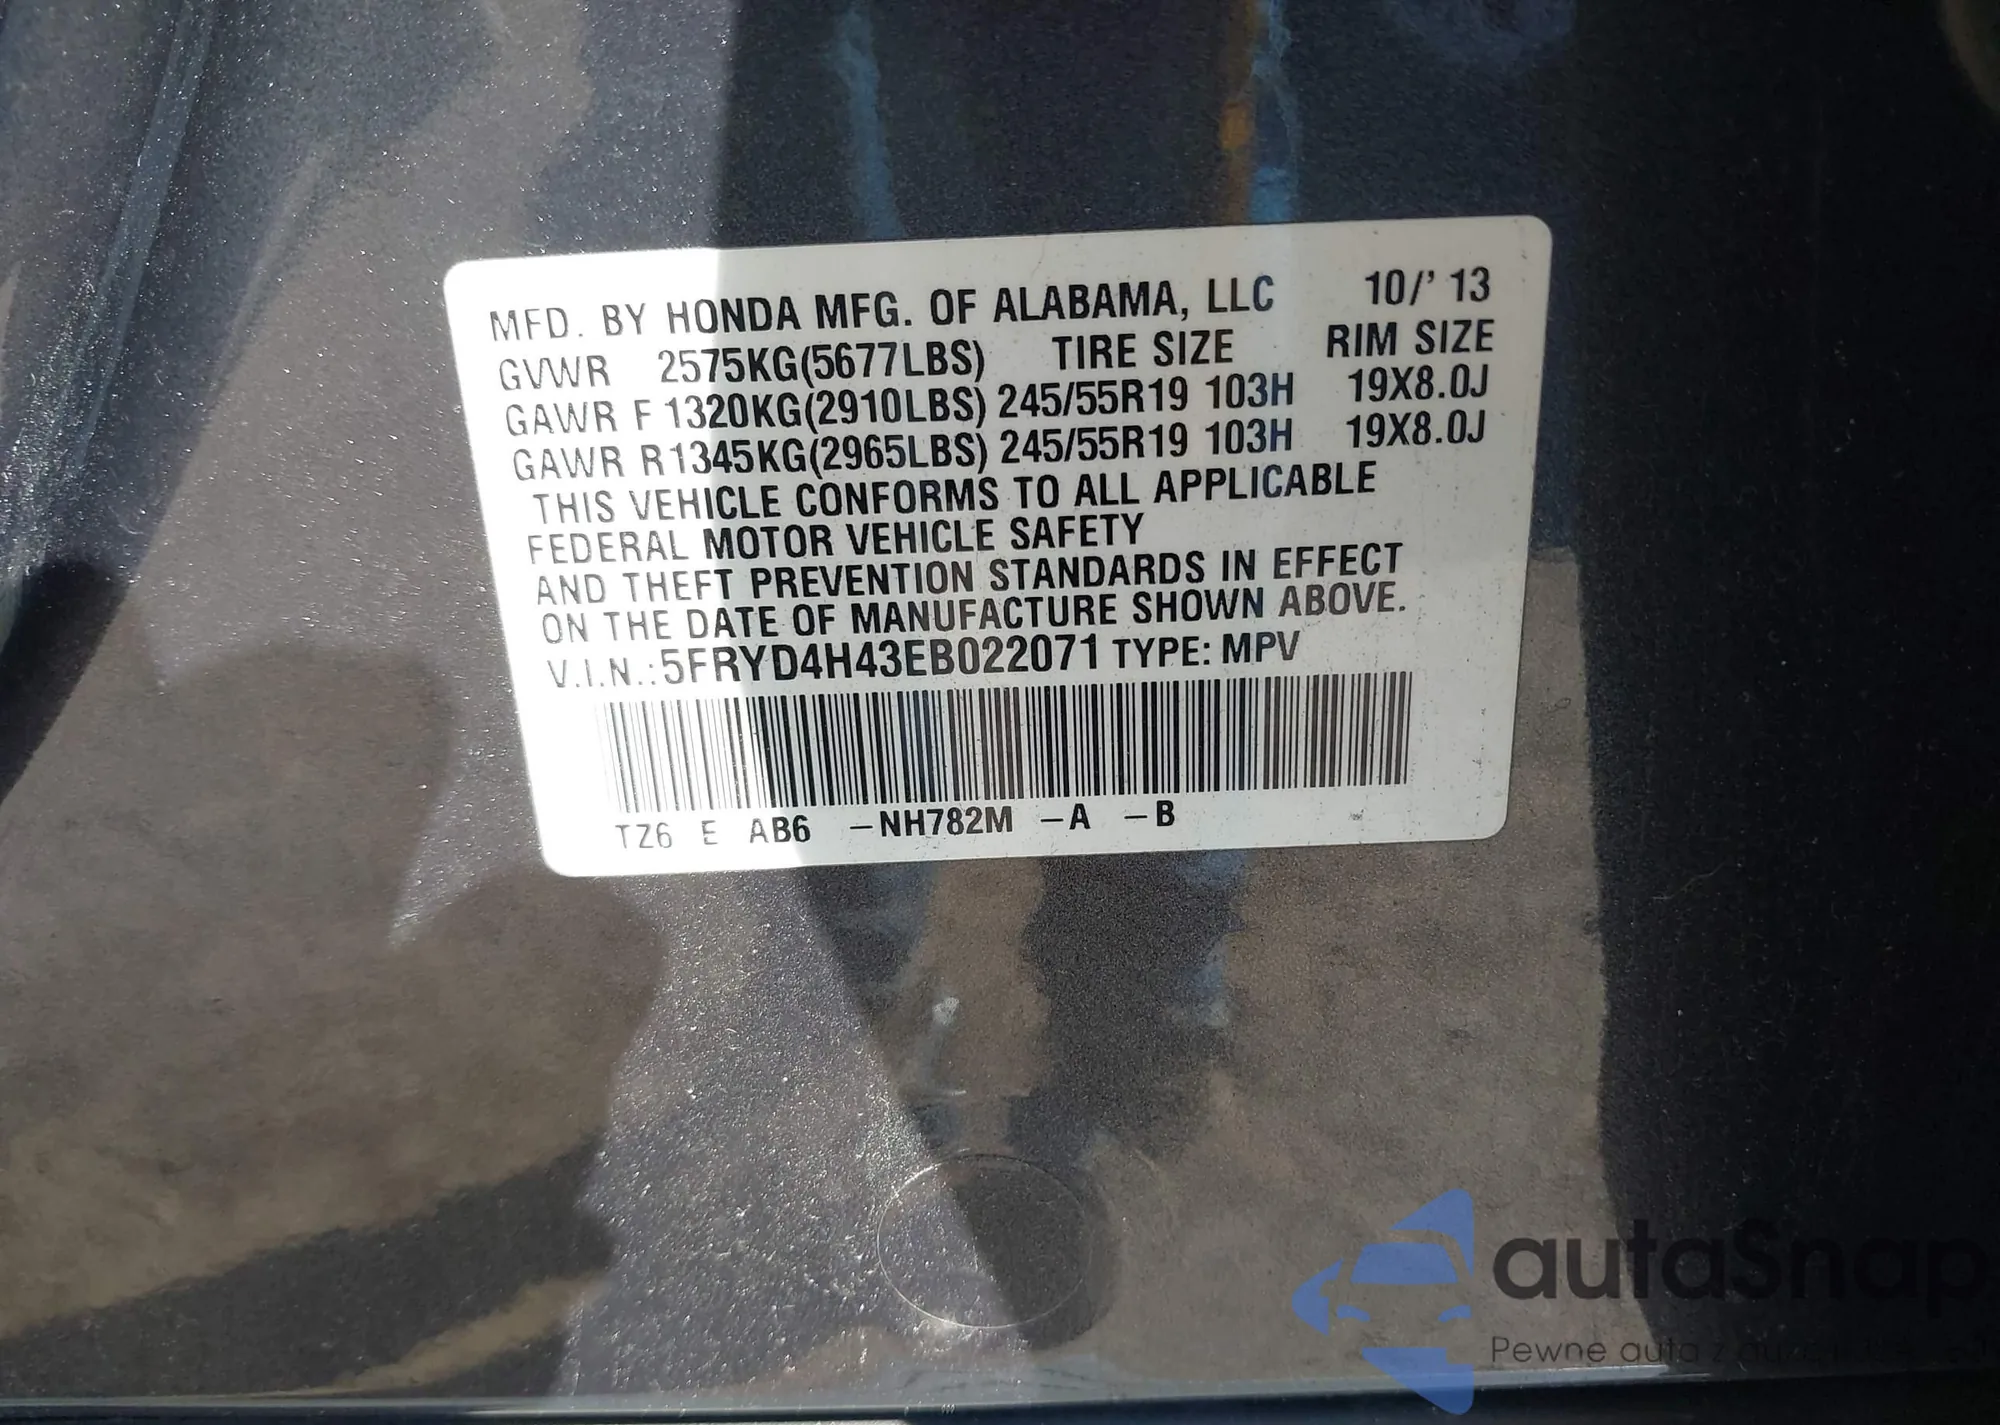 MFD. BY HONDA MFG. OF ALABAMA, LLC 10/' 13
GVWR 2575KG(5677LBS) TIRE SIZE RIM SIZE
GAWR F 1320KG(2910LBS) 245/55R19 103H 19X8.0J
GAWR R 1345KG(2965LBS) 245/55R19 103H 19X8.0J
THIS VEHICLE CONFORMS TO ALL APPLICABLE
FEDERAL MOTOR VEHICLE SAFETY
AND THEFT PREVENTION STANDARDS IN EFFECT
ON THE DATE OF MANUFACTURE SHOWN ABOVE.
V.I.N.: 5FRYD4H43EB022071 TYPE: MPV
TZ6 E AB6 -NH782M -A -B
autaSnap
Pewne auta z